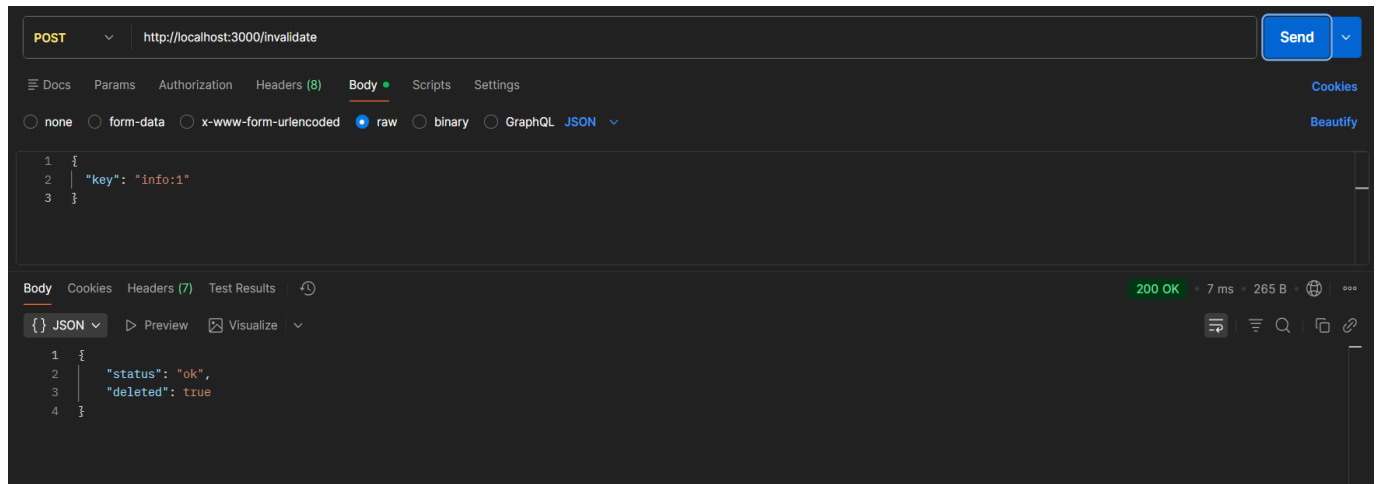 POST http://localhost:3000/invalidate Send
Docs Params Authorization Headers (8) Body Scripts Settings Cookies
none form-data x-www-form-urlencoded raw binary GraphQL JSON Beautify
1 {
2 "key": "info:1"
3 }
Body Cookies Headers (7) Test Results 200 OK • 7 ms • 265 B •
{} JSON Preview Visualize
1 {
2 "status": "ok",
3 "deleted": true
4 }